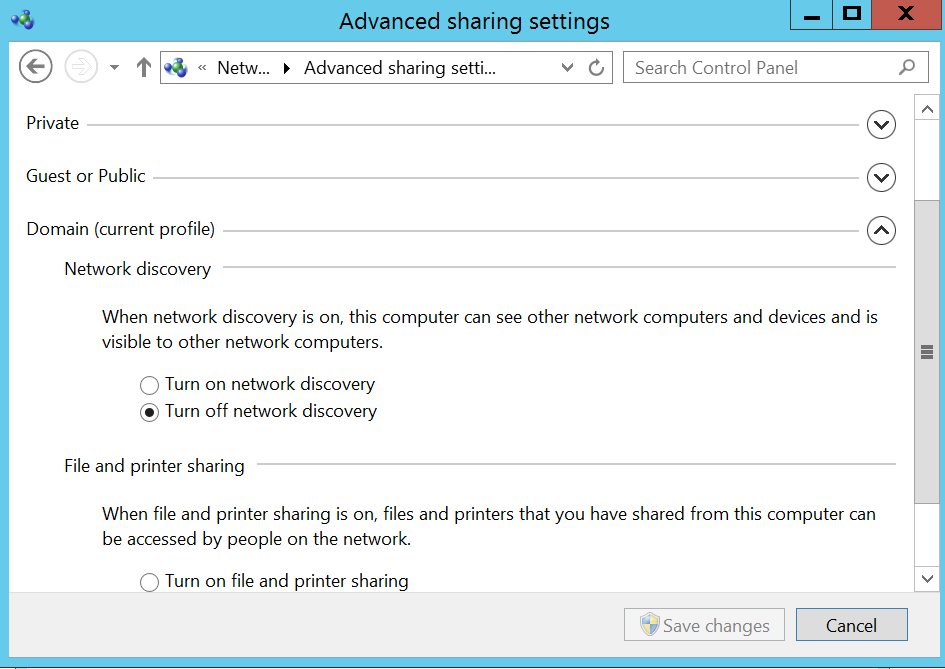 Advanced sharing settings
« Netw... Advanced sharing setti...
Search Control Panel
Private
Guest or Public
Domain (current profile)
Network discovery
When network discovery is on, this computer can see other network computers and devices and is
visible to other network computers.
Turn on network discovery
Turn off network discovery
File and printer sharing
When file and printer sharing is on, files and printers that you have shared from this computer can
be accessed by people on the network.
Turn on file and printer sharing
Save changes
Cancel